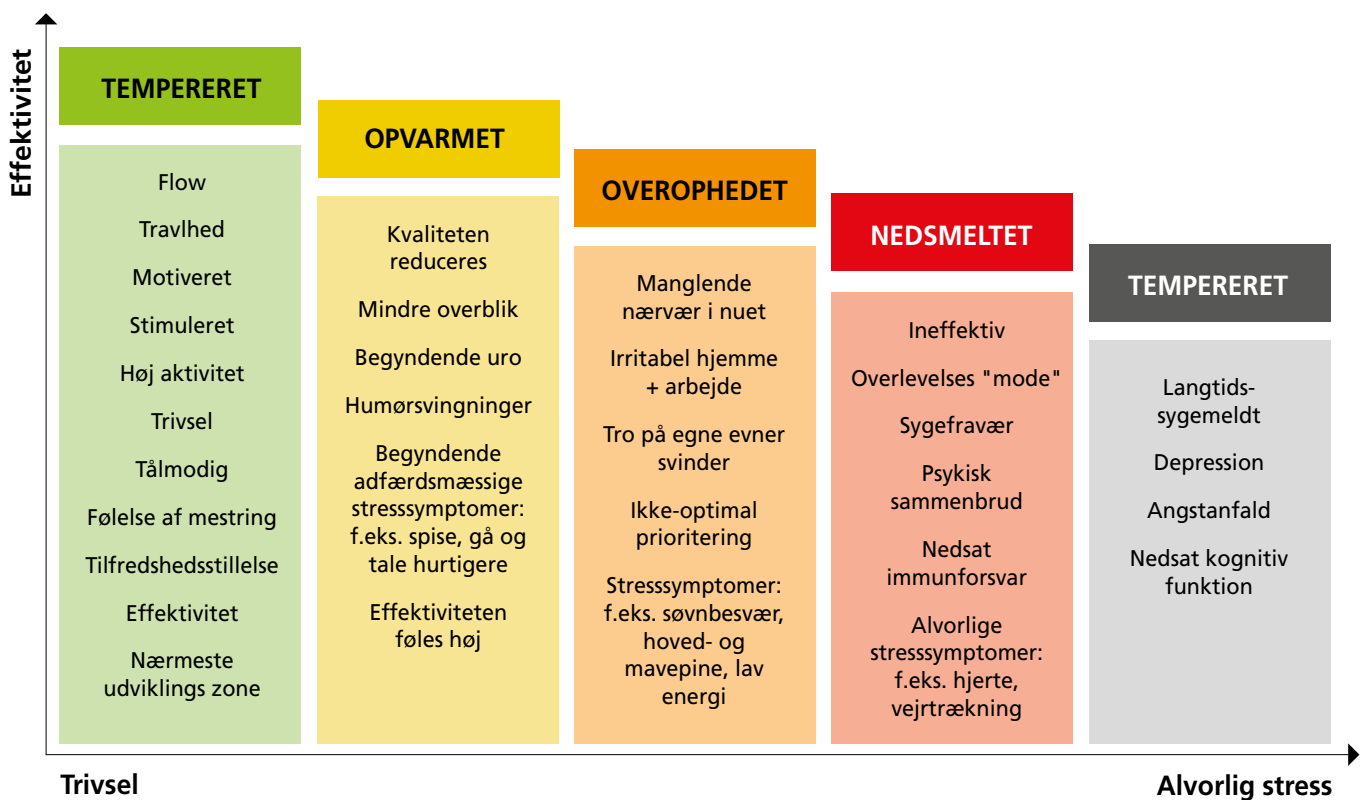 Effektivitet
TEMPERERET
Flow
Travlhed
Motiveret
Stimuleret
Høj aktivitet
Trivsel
Tålmodig
Følelse af mestring
Tilfredshedsstillelse
Effektivitet
Nærmeste
udviklings zone
OPVARMET
Kvaliteten
reduceres
Mindre overblik
Begyndende uro
Humørsvingninger
Begyndende
adfærdsmæssige
stresssymptomer:
f.eks. spise, gå og
tale hurtigere
Effektiviteten
føles høj
OVEROPHEDET
Manglende
nærvær i nuet
Irritabel hjemme
+ arbejde
Tro på egne evner
svinder
Ikke-optimal
prioritering
Stresssymptomer:
f.eks. søvnbesvær,
hoved- og
mavepine, lav
energi
NEDSMELTET
Ineffektiv
Overlevelses "mode"
Sygefravær
Psykisk
sammenbrud
Nedsat
immunforsvar
Alvorlige
stresssymptomer:
f.eks. hjerte,
vejrtrækning
TEMPERERET
Langtids-
sygemeldt
Depression
Angstanfald
Nedsat kognitiv
funktion
Trivsel
Alvorlig stress